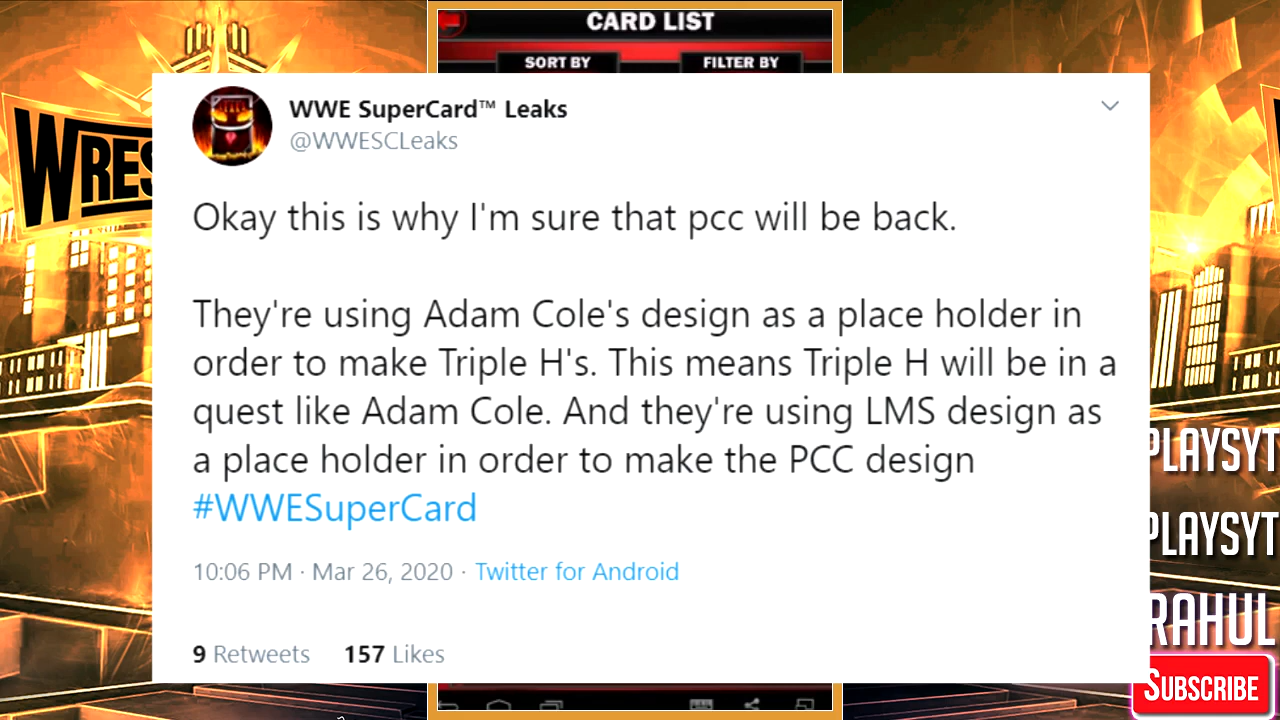 CARD LIST
SORT BY
FILTER BY
WRES
WWE SuperCard™ Leaks
@WWESCLeaks
Okay this is why I'm sure that pcc will be back.
They're using Adam Cole's design as a place holder in
order to make Triple H's. This means Triple H will be in a
quest like Adam Cole. And they're using LMS design as
a place holder in order to make the PCC design
#WWESuperCard
10:06 PM · Mar 26, 2020 · Twitter for Android
9 Retweets 157 Likes
PLAYSYT
PLAYSYT
RAHUL
SUBSCRIBE